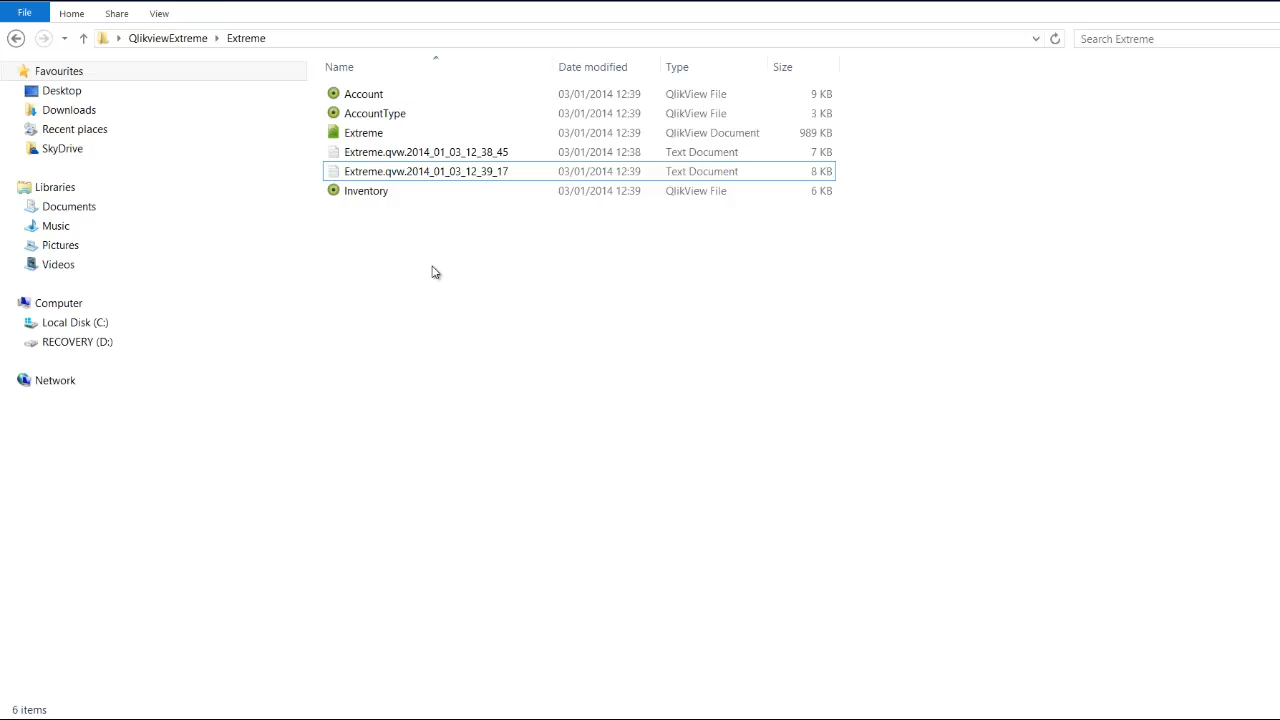 File Home Share View
QlikviewExtreme Extreme Search Extreme
Favourites
Desktop
Downloads
Recent places
SkyDrive
Libraries
Documents
Music
Pictures
Videos
Computer
Local Disk (C:)
RECOVERY (D:)
Network
Name Date modified Type Size
Account 03/01/2014 12:39 QlikView File 9 KB
AccountType 03/01/2014 12:39 QlikView File 3 KB
Extreme 03/01/2014 12:39 QlikView Document 989 KB
Extreme.qvw.2014_01_03_12_38_45 03/01/2014 12:38 Text Document 7 KB
Extreme.qvw.2014_01_03_12_39_17 03/01/2014 12:39 Text Document 8 KB
Inventory 03/01/2014 12:39 QlikView File 6 KB
6 items